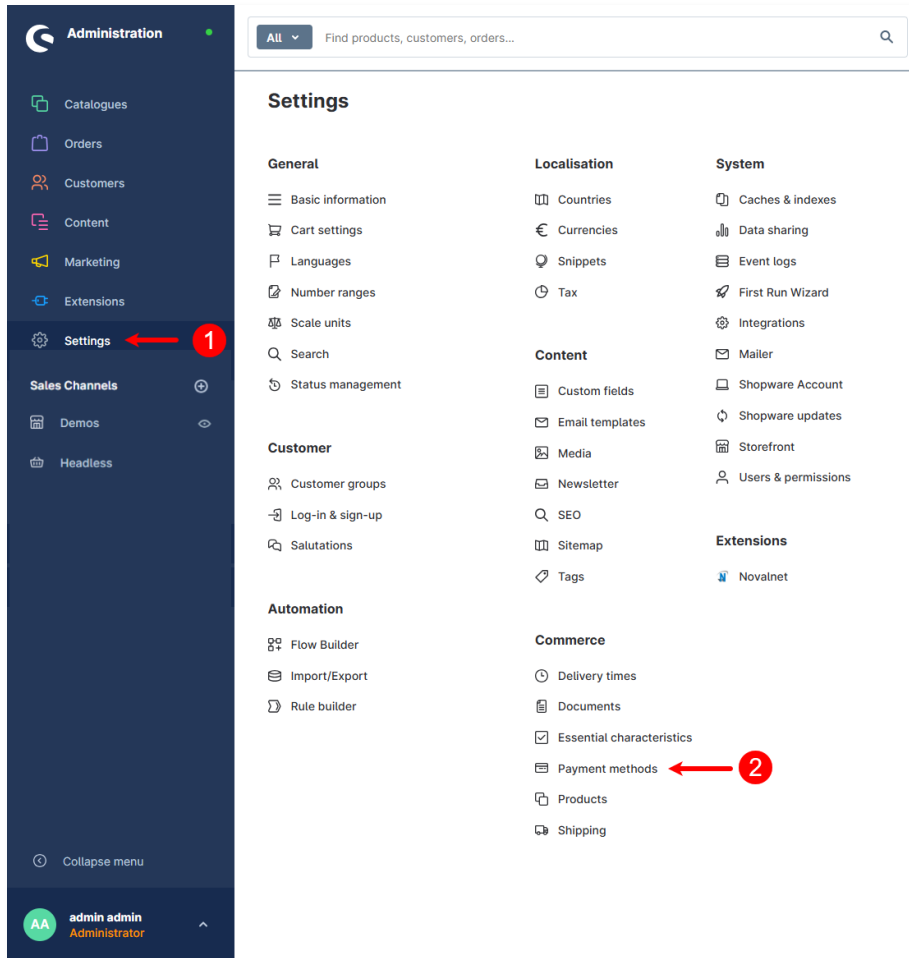 Administration
All
Find products, customers, orders...
Catalogues
Orders
Customers
Content
Marketing
Extensions
Settings
1
Sales Channels
Demos
Headless
Collapse menu
AA
admin admin
Administrator
Settings
General
Basic information
Cart settings
Languages
Number ranges
Scale units
Search
Status management
Customer
Customer groups
Log-in & sign-up
Salutations
Automation
Flow Builder
Import/Export
Rule builder
Localisation
Countries
Currencies
Snippets
Tax
Content
Custom fields
Email templates
Media
Newsletter
SEO
Sitemap
Tags
Commerce
Delivery times
Documents
Essential characteristics
Payment methods
2
Products
Shipping
System
Caches & indexes
Data sharing
Event logs
First Run Wizard
Integrations
Mailer
Shopware Account
Shopware updates
Storefront
Users & permissions
Extensions
Novalnet